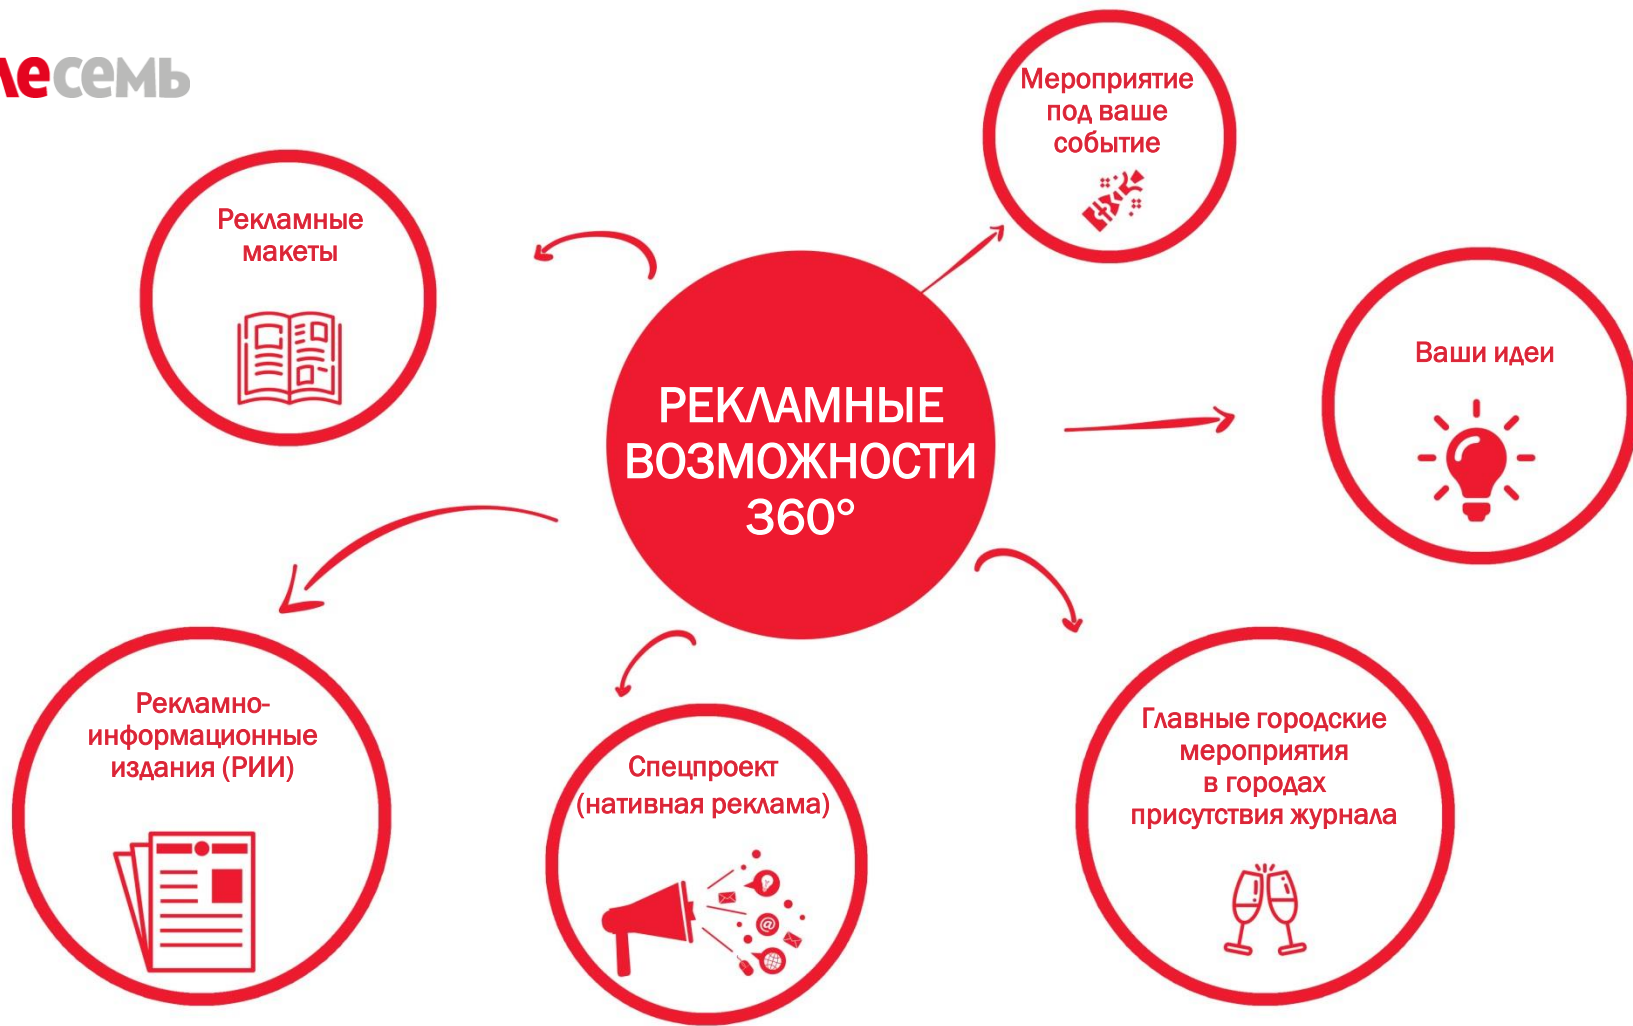 лесемь
Мероприятие
под ваше
событие
Рекламные
макеты
Ваши идеи
РЕКЛАМНЫЕ
ВОЗМОЖНОСТИ
360°
Рекламно-
информационные
издания (РИИ)
Спецпроект
(нативная реклама)
Главные городские
мероприятия
в городах
присутствия журнала